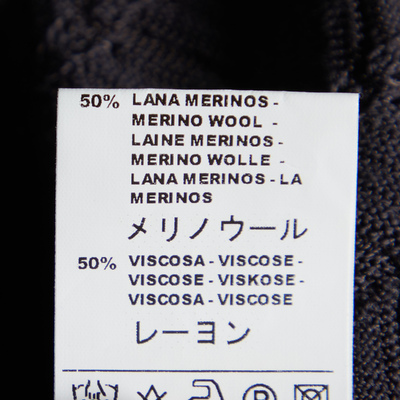 50% LANA MERINOS -
MERINO WOOL -
LAINE MERINOS -
MERINO WOLLE -
LANA MERINOS - LA
MERINOS
メリノウール
50% VISCOSA - VISCOSE -
VISCOSE - VISKOSE -
VISCOSA - VISCOSE
レーヨン